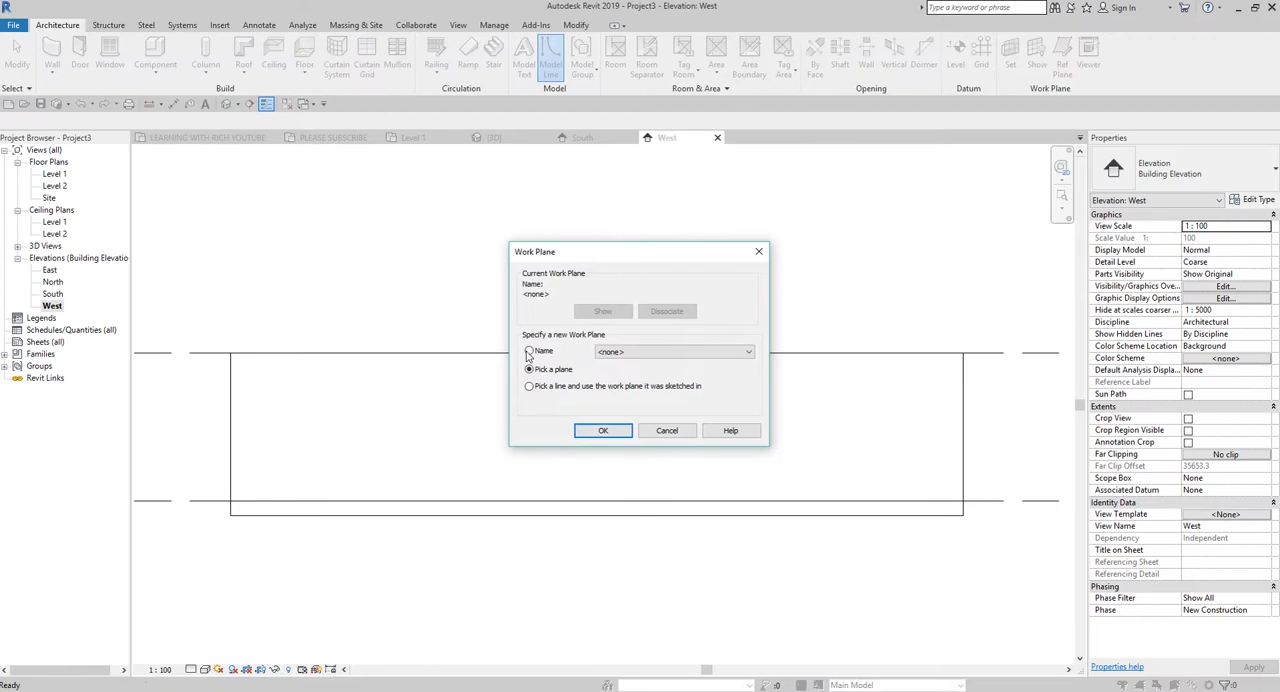 Autodesk Revit 2019 - Project3 - Elevation: West
Type a keyword or phrase
Sign In
File Architecture Structure Steel Systems Insert Annotate Analyze Massing & Site Collaborate View Manage Add-Ins Modify
Modify Wall Door Window Component Column Roof Ceiling Floor Curtain System Curtain Grid Mullion Railing Ramp Stair Model Text Model Line Model Group Room Room Separator Tag Room Area Area Boundary Tag Area By Face Shaft Wall Vertical Dormer Level Grid Set Show Ref Plane Viewer
Select Build Circulation Model Room & Area Opening Datum Work Plane
Project Browser - Project3
Views (all)
Floor Plans
Level 1
Level 2
Site
Ceiling Plans
Level 1
Level 2
3D Views
Elevations (Building Elevatio
East
North
South
West
Legends
Schedules/Quantities (all)
Sheets (all)
Families
Groups
Revit Links
LEARNING WITH RICH YOUTUBE PLEASE SUBSCRIBE Level 1 {3D} South West
Work Plane
Current Work Plane
Name:
<none>
Show Dissociate
Specify a new Work Plane
Name <none>
Pick a plane
Pick a line and use the work plane it was sketched in
OK Cancel Help
Properties
Elevation
Building Elevation
Elevation: West Edit Type
Graphics
View Scale 1 : 100
Scale Value 1: 100
Display Model Normal
Detail Level Coarse
Parts Visibility Show Original
Visibility/Graphics Ove... Edit...
Graphic Display Options Edit...
Hide at scales coarser ... 1 : 5000
Discipline Architectural
Show Hidden Lines By Discipline
Color Scheme Location Background
Color Scheme <none>
Default Analysis Displa... None
Reference Label
Sun Path
Extents
Crop View
Crop Region Visible
Annotation Crop
Far Clipping No clip
Far Clip Offset 35653.3
Scope Box None
Associated Datum None
Identity Data
View Template <None>
View Name West
Dependency Independent
Title on Sheet
Referencing Sheet
Referencing Detail
Phasing
Phase Filter Show All
Phase New Construction
Properties help Apply
1 : 100
Ready
:0
Main Model
:0